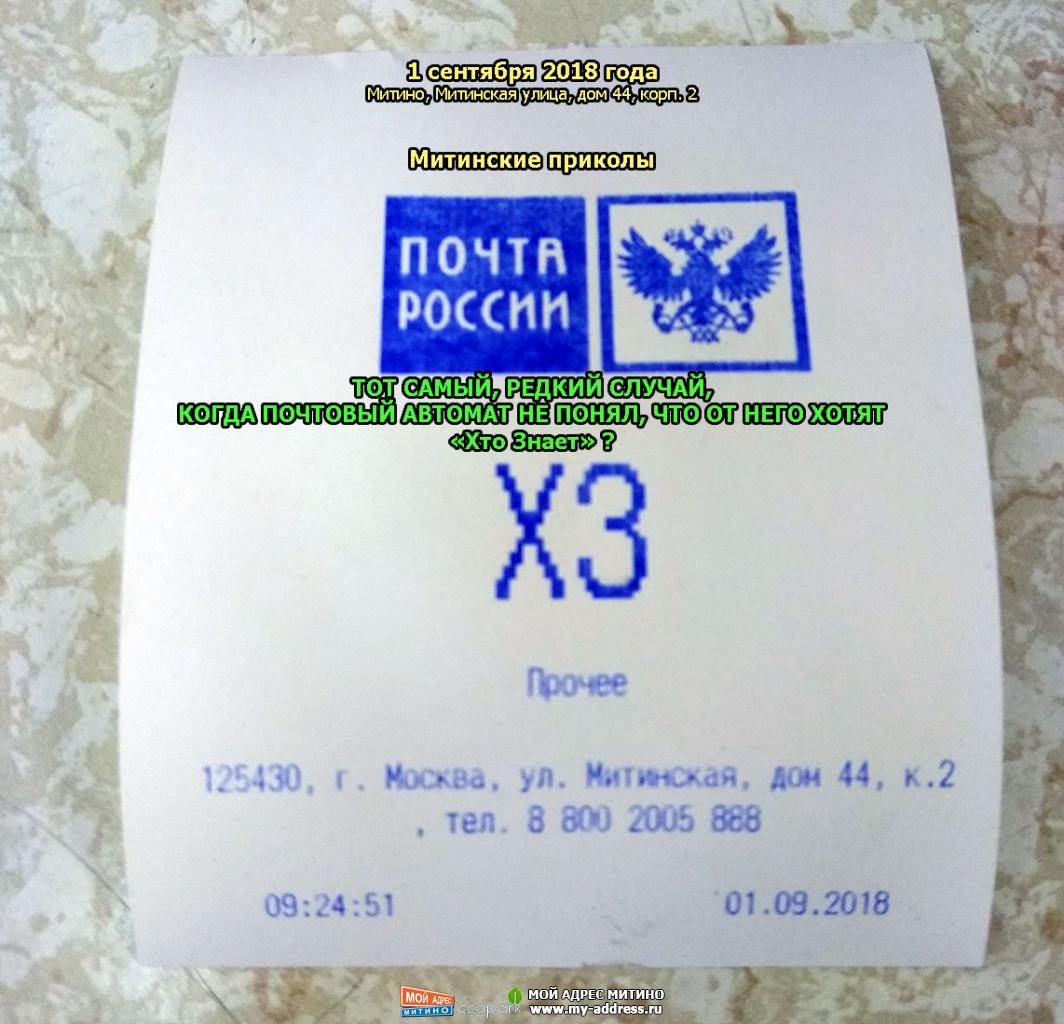 1 сентября 2018 года
Митино, Митинская улица, дом 44, корп. 2
Митинские приколы
ПОЧТА
РОССИИ
ТОТ САМЫЙ, РЕДКИЙ СЛУЧАЙ,
КОГДА ПОЧТОВЫЙ АВТОМАТ НЕ ПОНЯЛ, ЧТО ОТ НЕГО ХОТЯТ
«Хто Знает» ?
Х3
Прочее
125430, г. Москва, ул. Митинская, дом 44, к.2
, тел. 8 800 2005 888
09:24:51 01.09.2018
МОЙ АДРЕС
МИТИНО
ecopark
МОЙ АДРЕС МИТИНО
www.my-address.ru